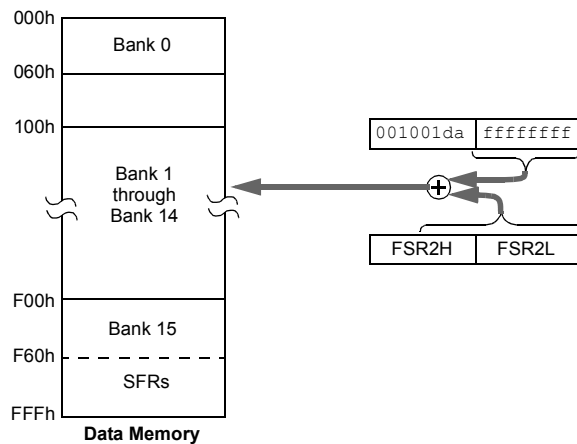 000h
Bank 0
060h
100h
001001da ffffffff
Bank 1
through
Bank 14
FSR2H FSR2L
F00h
Bank 15
F60h
SFRs
FFFh
Data Memory